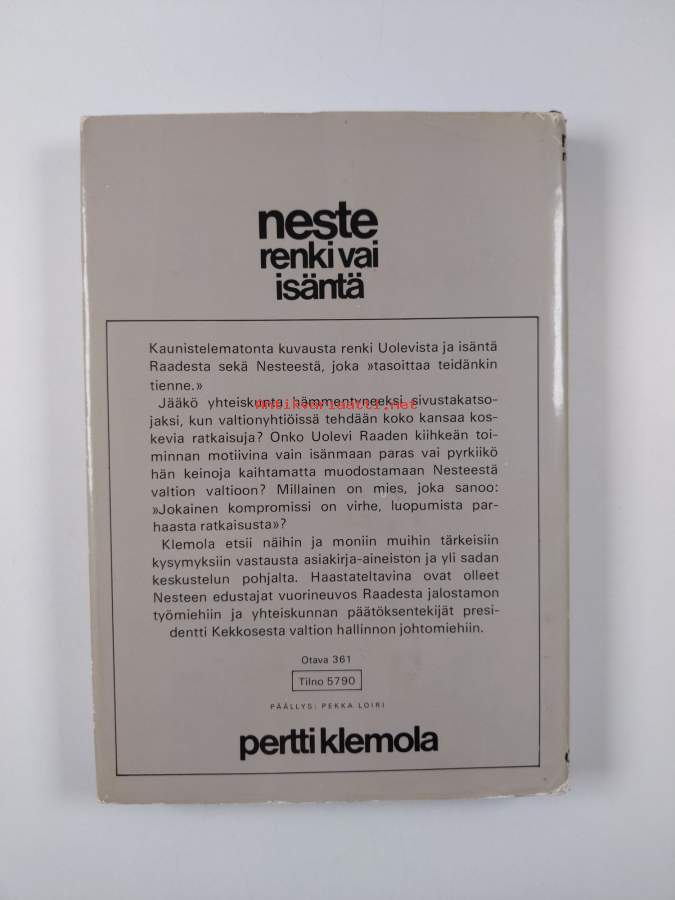 neste
renki vai
isäntä
Kaunistelematonta kuvausta renki Uolevista ja isäntä
Raadesta sekä Nesteestä, joka »tasoittaa teidänkin
tienne.»
Jääkö yhteiskunta hämmentyneeksi sivustakatso-
jaksi, kun valtionyhtiöissä tehdään koko kansaa kos-
kevia ratkaisuja? Onko Uolevi Raaden kiihkeän toi-
minnan motiivina vain isänmaan paras vai pyrkiikö
hän keinoja kaihtamatta muodostamaan Nesteestä
valtion valtioon? Millainen on mies, joka sanoo:
»Jokainen kompromissi on virhe, luopumista par-
haasta ratkaisusta»?
Klemola etsii näihin ja moniin muihin tärkeisiin
kysymyksiin vastausta asiakirja-aineiston ja yli sadan
keskustelun pohjalta. Haastateltavina ovat olleet
Nesteen edustajat vuorineuvos Raadesta jalostamon
työmiehiin ja yhteiskunnan päätöksentekijät presi-
dentti Kekkosesta valtion hallinnon johtomiehiin.
Otava 361
Tilno 5790
PÄÄLLYS: PEKKA LOIRI
pertti klemola
Antikvariaatti.net